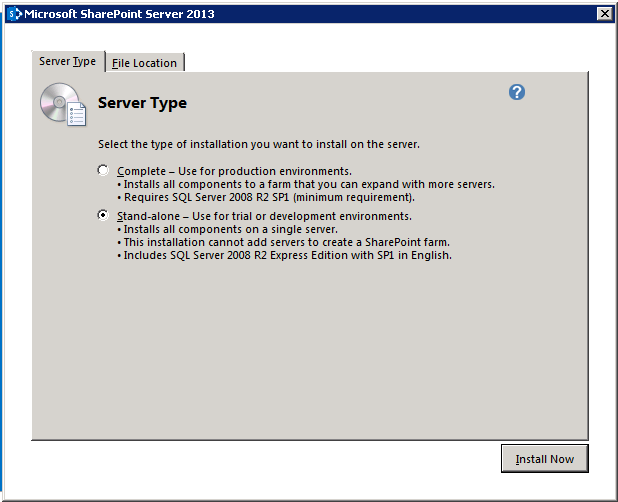 Microsoft SharePoint Server 2013
Server Type
File Location
Server Type
?
Select the type of installation you want to install on the server.
Complete – Use for production environments.
• Installs all components to a farm that you can expand with more servers.
• Requires SQL Server 2008 R2 SP1 (minimum requirement).
Stand-alone – Use for trial or development environments.
• Installs all components on a single server.
• This installation cannot add servers to create a SharePoint farm.
• Includes SQL Server 2008 R2 Express Edition with SP1 in English.
Install Now